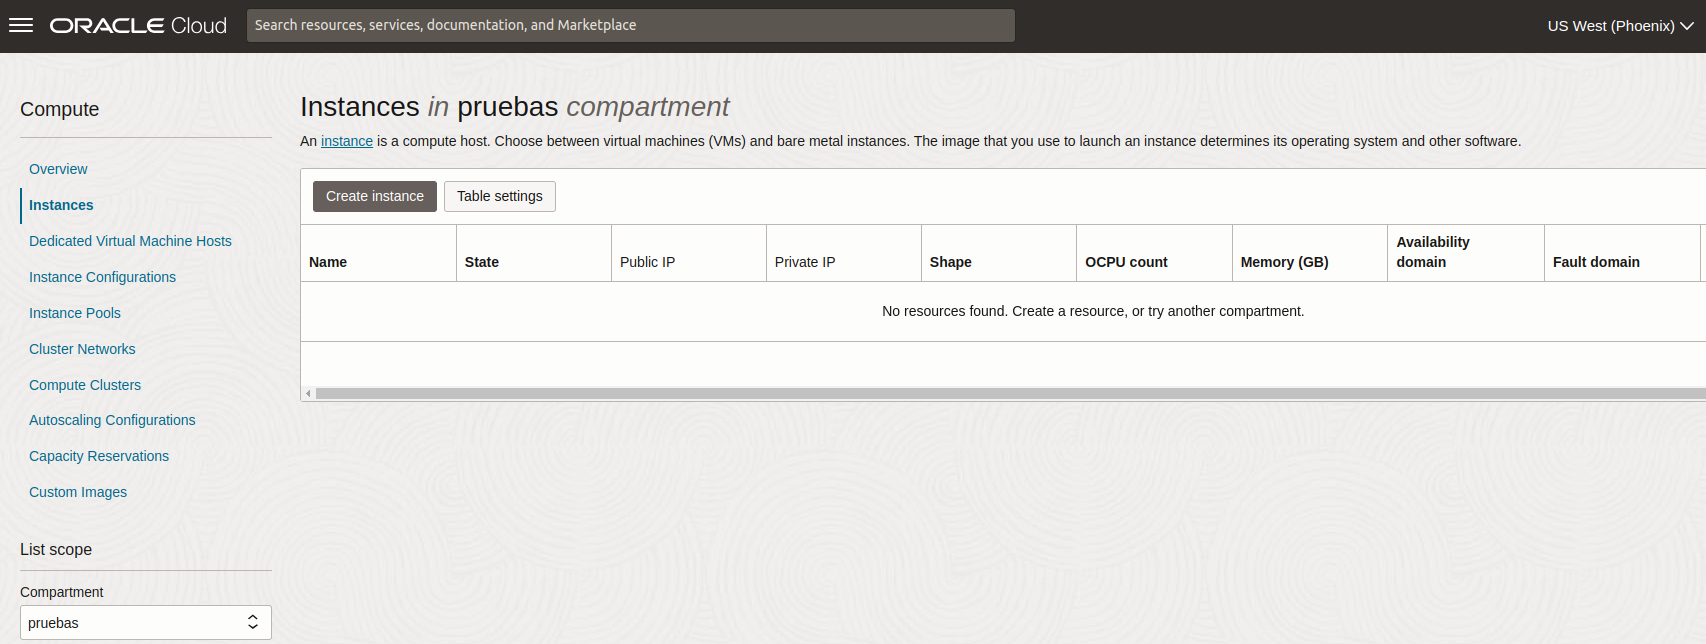 ORACLE Cloud
Search resources, services, documentation, and Marketplace
US West (Phoenix)
Compute
Overview
Instances
Dedicated Virtual Machine Hosts
Instance Configurations
Instance Pools
Cluster Networks
Compute Clusters
Autoscaling Configurations
Capacity Reservations
Custom Images
List scope
Compartment
pruebas
Instances in pruebas compartment
An instance is a compute host. Choose between virtual machines (VMs) and bare metal instances. The image that you use to launch an instance determines its operating system and other software.
Create instance
Table settings
Name
State
Public IP
Private IP
Shape
OCPU count
Memory (GB)
Availability
domain
Fault domain
No resources found. Create a resource, or try another compartment.